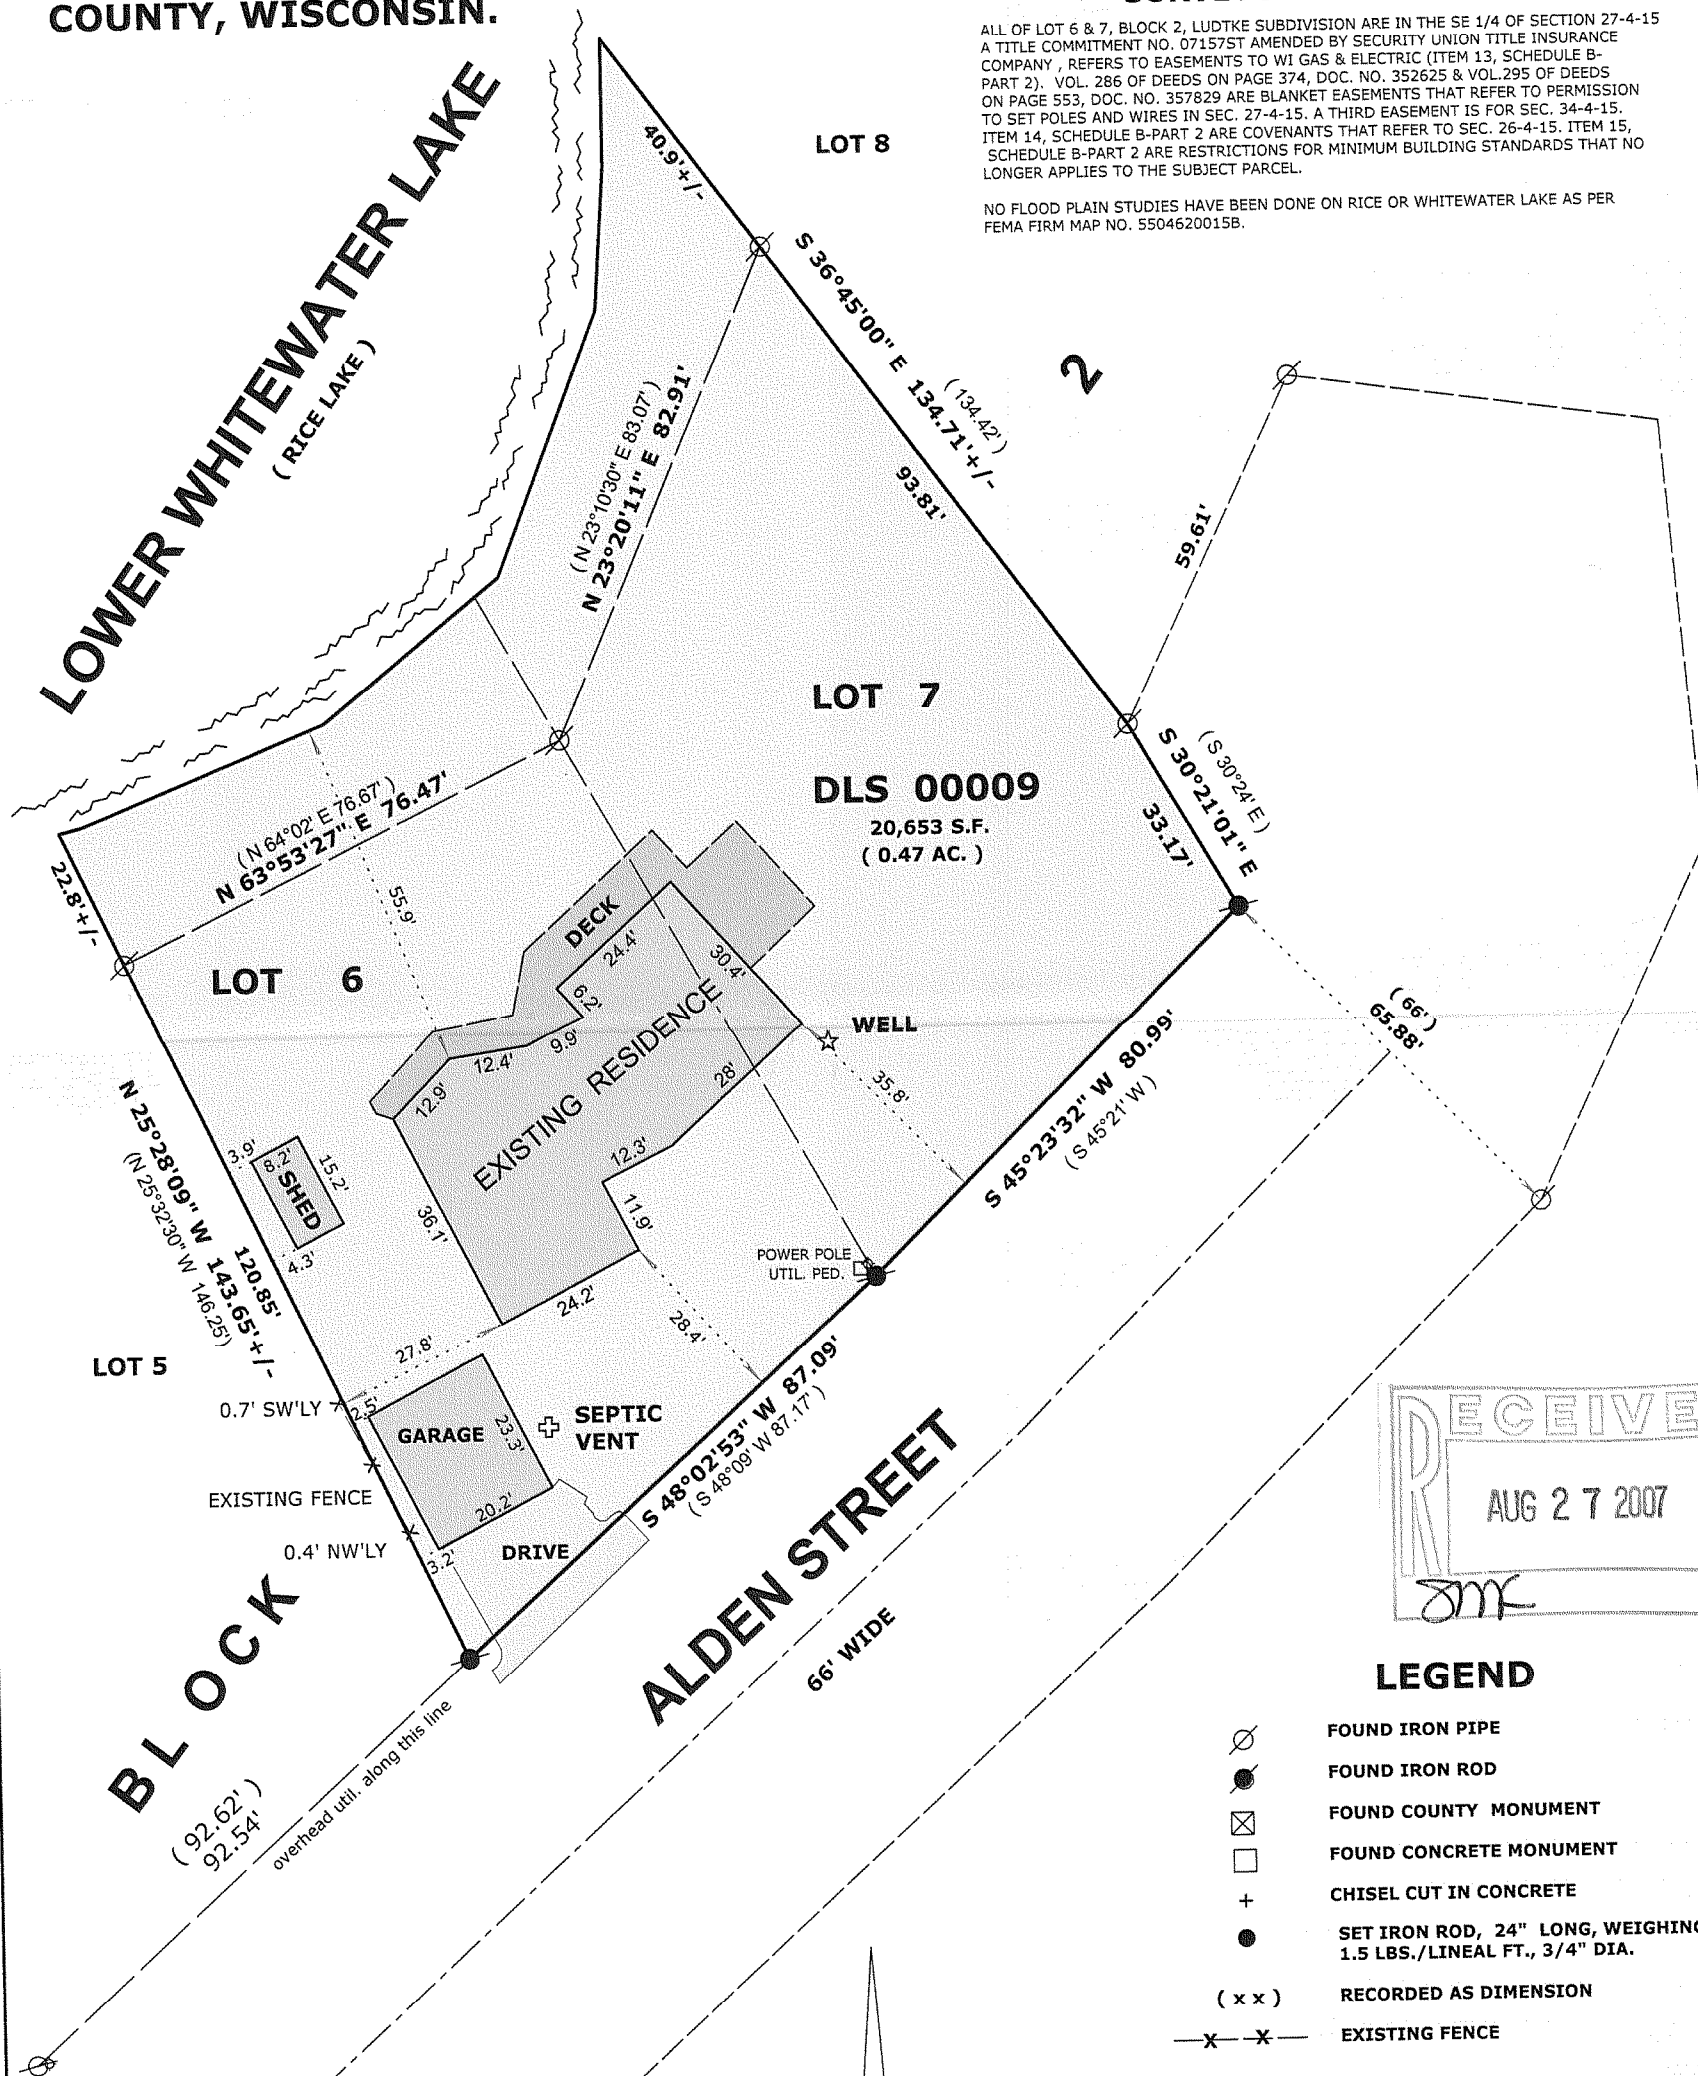 COUNTY, WISCONSIN.
ALL OF LOT 6 & 7, BLOCK 2, LUDTKE SUBDIVISION ARE IN THE SE 1/4 OF SECTION 27-4-15
A TITLE COMMITMENT NO. 07157ST AMENDED BY SECURITY UNION TITLE INSURANCE
COMPANY , REFERS TO EASEMENTS TO WI GAS & ELECTRIC (ITEM 13, SCHEDULE B-
PART 2). VOL. 286 OF DEEDS ON PAGE 374, DOC. NO. 352625 & VOL.295 OF DEEDS
ON PAGE 553, DOC. NO. 357829 ARE BLANKET EASEMENTS THAT REFER TO PERMISSION
TO SET POLES AND WIRES IN SEC. 27-4-15. A THIRD EASEMENT IS FOR SEC. 34-4-15.
ITEM 14, SCHEDULE B-PART 2 ARE COVENANTS THAT REFER TO SEC. 26-4-15. ITEM 15,
SCHEDULE B-PART 2 ARE RESTRICTIONS FOR MINIMUM BUILDING STANDARDS THAT NO
LONGER APPLIES TO THE SUBJECT PARCEL.
NO FLOOD PLAIN STUDIES HAVE BEEN DONE ON RICE OR WHITEWATER LAKE AS PER
FEMA FIRM MAP NO. 5504620015B.
LOWER WHITEWATER LAKE
( RICE LAKE )
LOT 8
40.9'+/-
S 36°45'00" E 134.71'+/-
( 134.42' )
93.81'
2
59.61'
( N 23°10'30" E 83.07' )
N 23°20'11" E 82.91'
LOT 7
DLS 00009
20,653 S.F.
( 0.47 AC. )
( S 30°24' E )
S 30°21'01" E
33.17'
( N 64°02' E 76.67' )
N 63°53'27" E 76.47'
22.8'+/-
55.9'
LOT 6
DECK
24.4'
30.4'
6.2'
9.9'
12.4'
12.9'
EXISTING RESIDENCE
WELL
28'
35.8'
12.3'
11.9'
36.1'
24.2'
28.4'
( 66' )
65.88'
S 45°23'32" W 80.99'
( S 45°21' W )
3.9'
8.2'
15.2'
SHED
4.3'
N 25°28'09" W 143.65'+/-
120.85'
(N 25°32'30" W 146.25')
POWER POLE
UTIL. PED.
LOT 5
27.8'
0.7' SW'LY
2.5'
GARAGE
23.3'
SEPTIC
VENT
20.2'
EXISTING FENCE
0.4' NW'LY
3.2'
DRIVE
S 48°02'53" W 87.09'
( S 48°09' W 87.17' )
ALDEN STREET
66' WIDE
BLOCK
( 92.62' )
92.54'
overhead util. along this line
RECEIVE
AUG 27 2007
SMK
LEGEND
FOUND IRON PIPE
FOUND IRON ROD
FOUND COUNTY MONUMENT
FOUND CONCRETE MONUMENT
+ CHISEL CUT IN CONCRETE
SET IRON ROD, 24" LONG, WEIGHING
1.5 LBS./LINEAL FT., 3/4" DIA.
( x x ) RECORDED AS DIMENSION
x x EXISTING FENCE